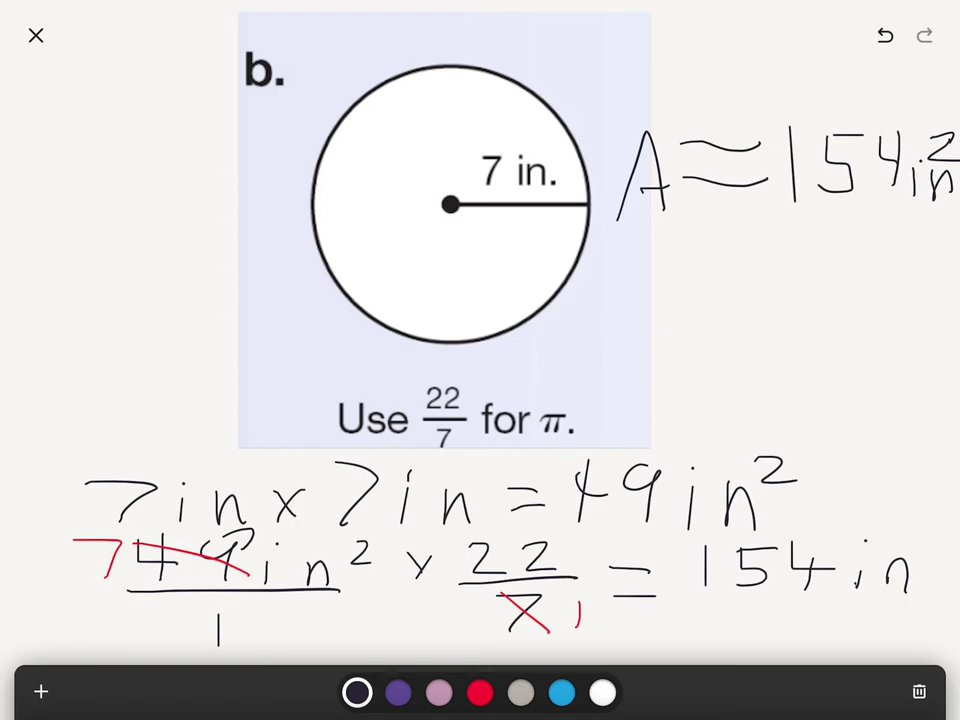 b.
7 in.
A ≈ 154 in²
Use 22/7 for π.
7 in x 7 in = 49 in²
7 49 in² x 22 = 154 in
1 7 1